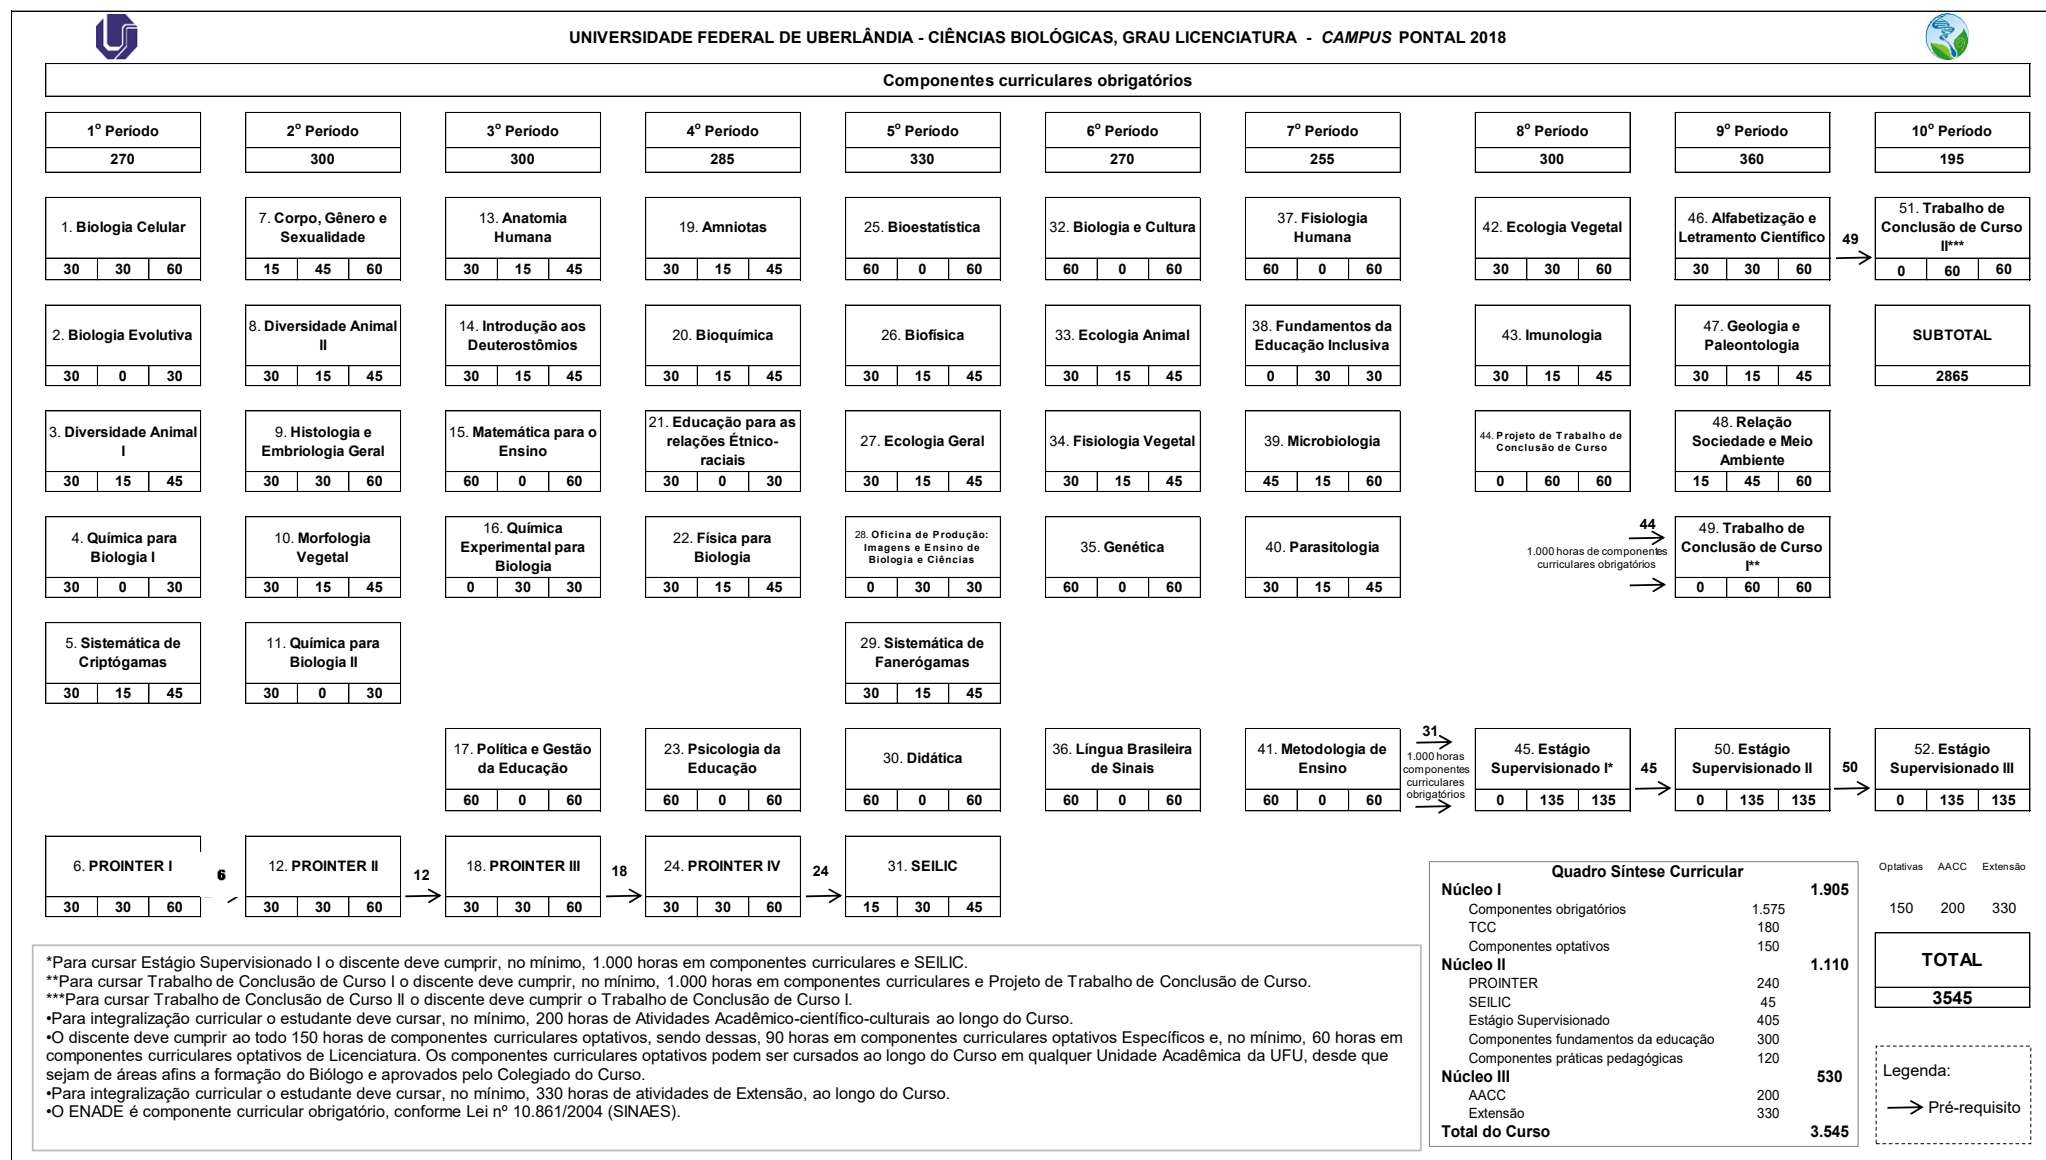 UNIVERSIDADE FEDERAL DE UBERLÂNDIA - CIÊNCIAS BIOLÓGICAS, GRAU LICENCIATURA - CAMPUS PONTAL 2018
Componentes curriculares obrigatórios
1º Período
270
2º Período
300
3º Período
300
4º Período
285
5º Período
330
6º Período
270
7º Período
255
8º Período
300
9º Período
360
10º Período
195
1. Biologia Celular
30 30 60
7. Corpo, Gênero e
Sexualidade
15 45 60
13. Anatomia
Humana
30 15 45
19. Amniotas
30 15 45
25. Bioestatística
60 0 60
32. Biologia e Cultura
60 0 60
37. Fisiologia
Humana
60 0 60
42. Ecologia Vegetal
30 30 60
46. Alfabetização e
Letramento Científico
30 30 60
49
51. Trabalho de
Conclusão de Curso
II***
0 60 60
2. Biologia Evolutiva
30 0 30
8. Diversidade Animal
II
30 15 45
14. Introdução aos
Deuterostômios
30 15 45
20. Bioquímica
30 15 45
26. Biofísica
30 15 45
33. Ecologia Animal
30 15 45
38. Fundamentos da
Educação Inclusiva
0 30 30
43. Imunologia
30 15 45
47. Geologia e
Paleontologia
30 15 45
SUBTOTAL
2865
3. Diversidade Animal
I
30 15 45
9. Histologia e
Embriologia Geral
30 30 60
15. Matemática para o
Ensino
60 0 60
21. Educação para as
relações Étnico-
raciais
30 0 30
27. Ecologia Geral
30 15 45
34. Fisiologia Vegetal
30 15 45
39. Microbiologia
45 15 60
44. Projeto de Trabalho de
Conclusão de Curso
0 60 60
48. Relação
Sociedade e Meio
Ambiente
15 45 60
4. Química para
Biologia I
30 0 30
10. Morfologia
Vegetal
30 15 45
16. Química
Experimental para
Biologia
0 30 30
22. Física para
Biologia
30 15 45
28. Oficina de Produção:
Imagens e Ensino de
Biologia e Ciências
0 30 30
35. Genética
60 0 60
40. Parasitologia
30 15 45
44
1.000 horas de componentes
curriculares obrigatórios
49. Trabalho de
Conclusão de Curso
I**
0 60 60
5. Sistemática de
Criptógamas
30 15 45
11. Química para
Biologia II
30 0 30
29. Sistemática de
Fanerógamas
30 15 45
17. Política e Gestão
da Educação
60 0 60
23. Psicologia da
Educação
60 0 60
30. Didática
60 0 60
36. Língua Brasileira
de Sinais
60 0 60
41. Metodologia de
Ensino
60 0 60
31
1.000 horas
componentes
curriculares
obrigatórios
45. Estágio
Supervisionado I*
0 135 135
45
50. Estágio
Supervisionado II
0 135 135
50
52. Estágio
Supervisionado III
0 135 135
6. PROINTER I
30 30 60
6
12. PROINTER II
30 30 60
12
18. PROINTER III
30 30 60
18
24. PROINTER IV
30 30 60
24
31. SEILIC
15 30 45
*Para cursar Estágio Supervisionado I o discente deve cumprir, no mínimo, 1.000 horas em componentes curriculares e SEILIC.
**Para cursar Trabalho de Conclusão de Curso I o discente deve cumprir, no mínimo, 1.000 horas em componentes curriculares e Projeto de Trabalho de Conclusão de Curso.
***Para cursar Trabalho de Conclusão de Curso II o discente deve cumprir o Trabalho de Conclusão de Curso I.
•Para integralização curricular o estudante deve cursar, no mínimo, 200 horas de Atividades Acadêmico-científico-culturais ao longo do Curso.
•O discente deve cumprir ao todo 150 horas de componentes curriculares optativos, sendo dessas, 90 horas em componentes curriculares optativos Específicos e, no mínimo, 60 horas em
componentes curriculares optativos de Licenciatura. Os componentes curriculares optativos podem ser cursados ao longo do Curso em qualquer Unidade Acadêmica da UFU, desde que
sejam de áreas afins a formação do Biólogo e aprovados pelo Colegiado do Curso.
•Para integralização curricular o estudante deve cursar, no mínimo, 330 horas de atividades de Extensão, ao longo do Curso.
•O ENADE é componente curricular obrigatório, conforme Lei nº 10.861/2004 (SINAES).
Quadro Síntese Curricular
Núcleo I 1.905
Componentes obrigatórios 1.575
TCC 180
Componentes optativos 150
Núcleo II 1.110
PROINTER 240
SEILIC 45
Estágio Supervisionado 405
Componentes fundamentos da educação 300
Componentes práticas pedagógicas 120
Núcleo III 530
AACC 200
Extensão 330
Total do Curso 3.545
Optativas AACC Extensão
150 200 330
TOTAL
3545
Legenda:
Pré-requisito